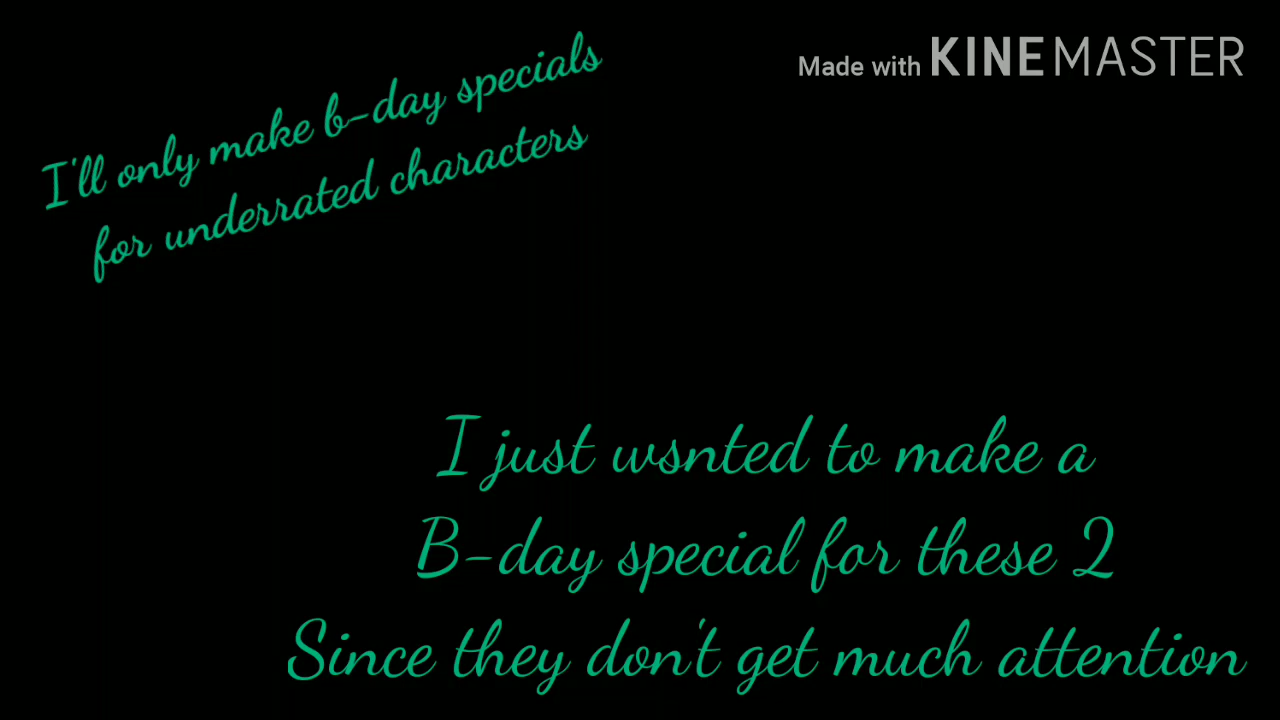 Made with KINEMASTER
I'll only make b-day specials
for underrated characters
I just wsnted to make a
B-day special for these 2
Since they don't get much attention